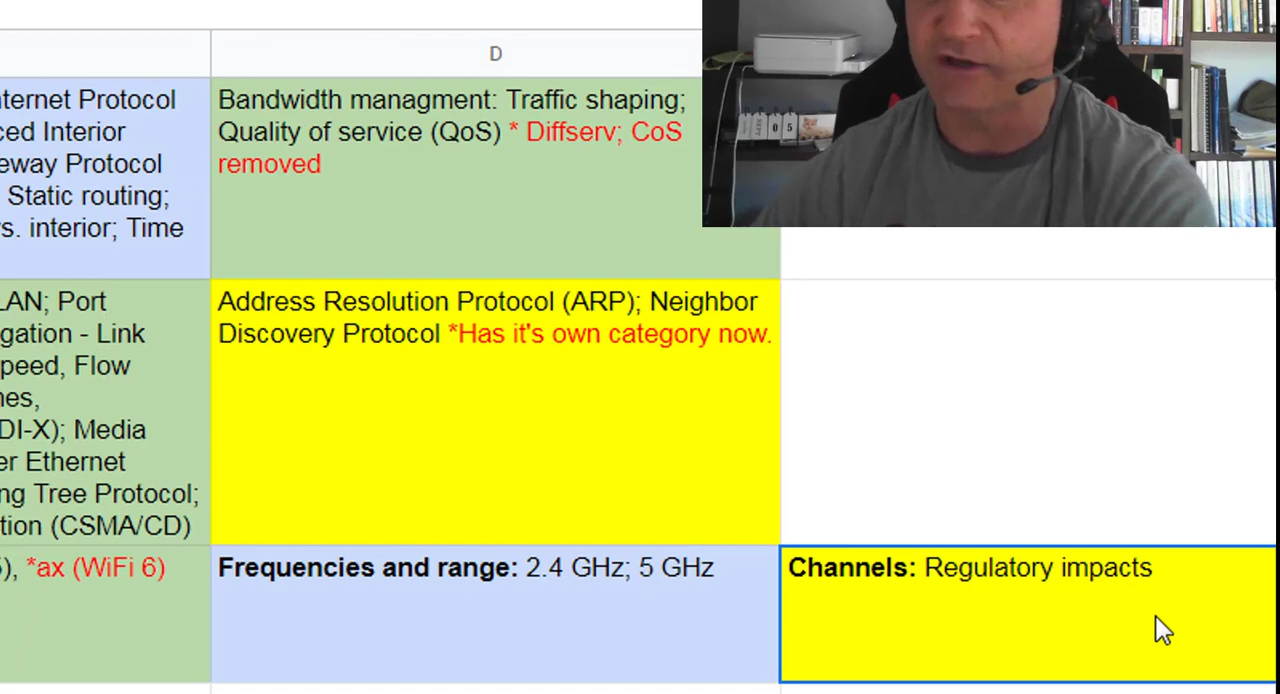 D
nternet Protocol
ced Interior
eway Protocol
Static routing;
s. interior; Time
Bandwidth managment: Traffic shaping;
Quality of service (QoS) * Diffserv; CoS
removed
LAN; Port
gation - Link
peed, Flow
nes,
DI-X); Media
er Ethernet
ng Tree Protocol;
tion (CSMA/CD)
Address Resolution Protocol (ARP); Neighbor
Discovery Protocol *Has it's own category now.
), *ax (WiFi 6)
Frequencies and range: 2.4 GHz; 5 GHz
Channels: Regulatory impacts